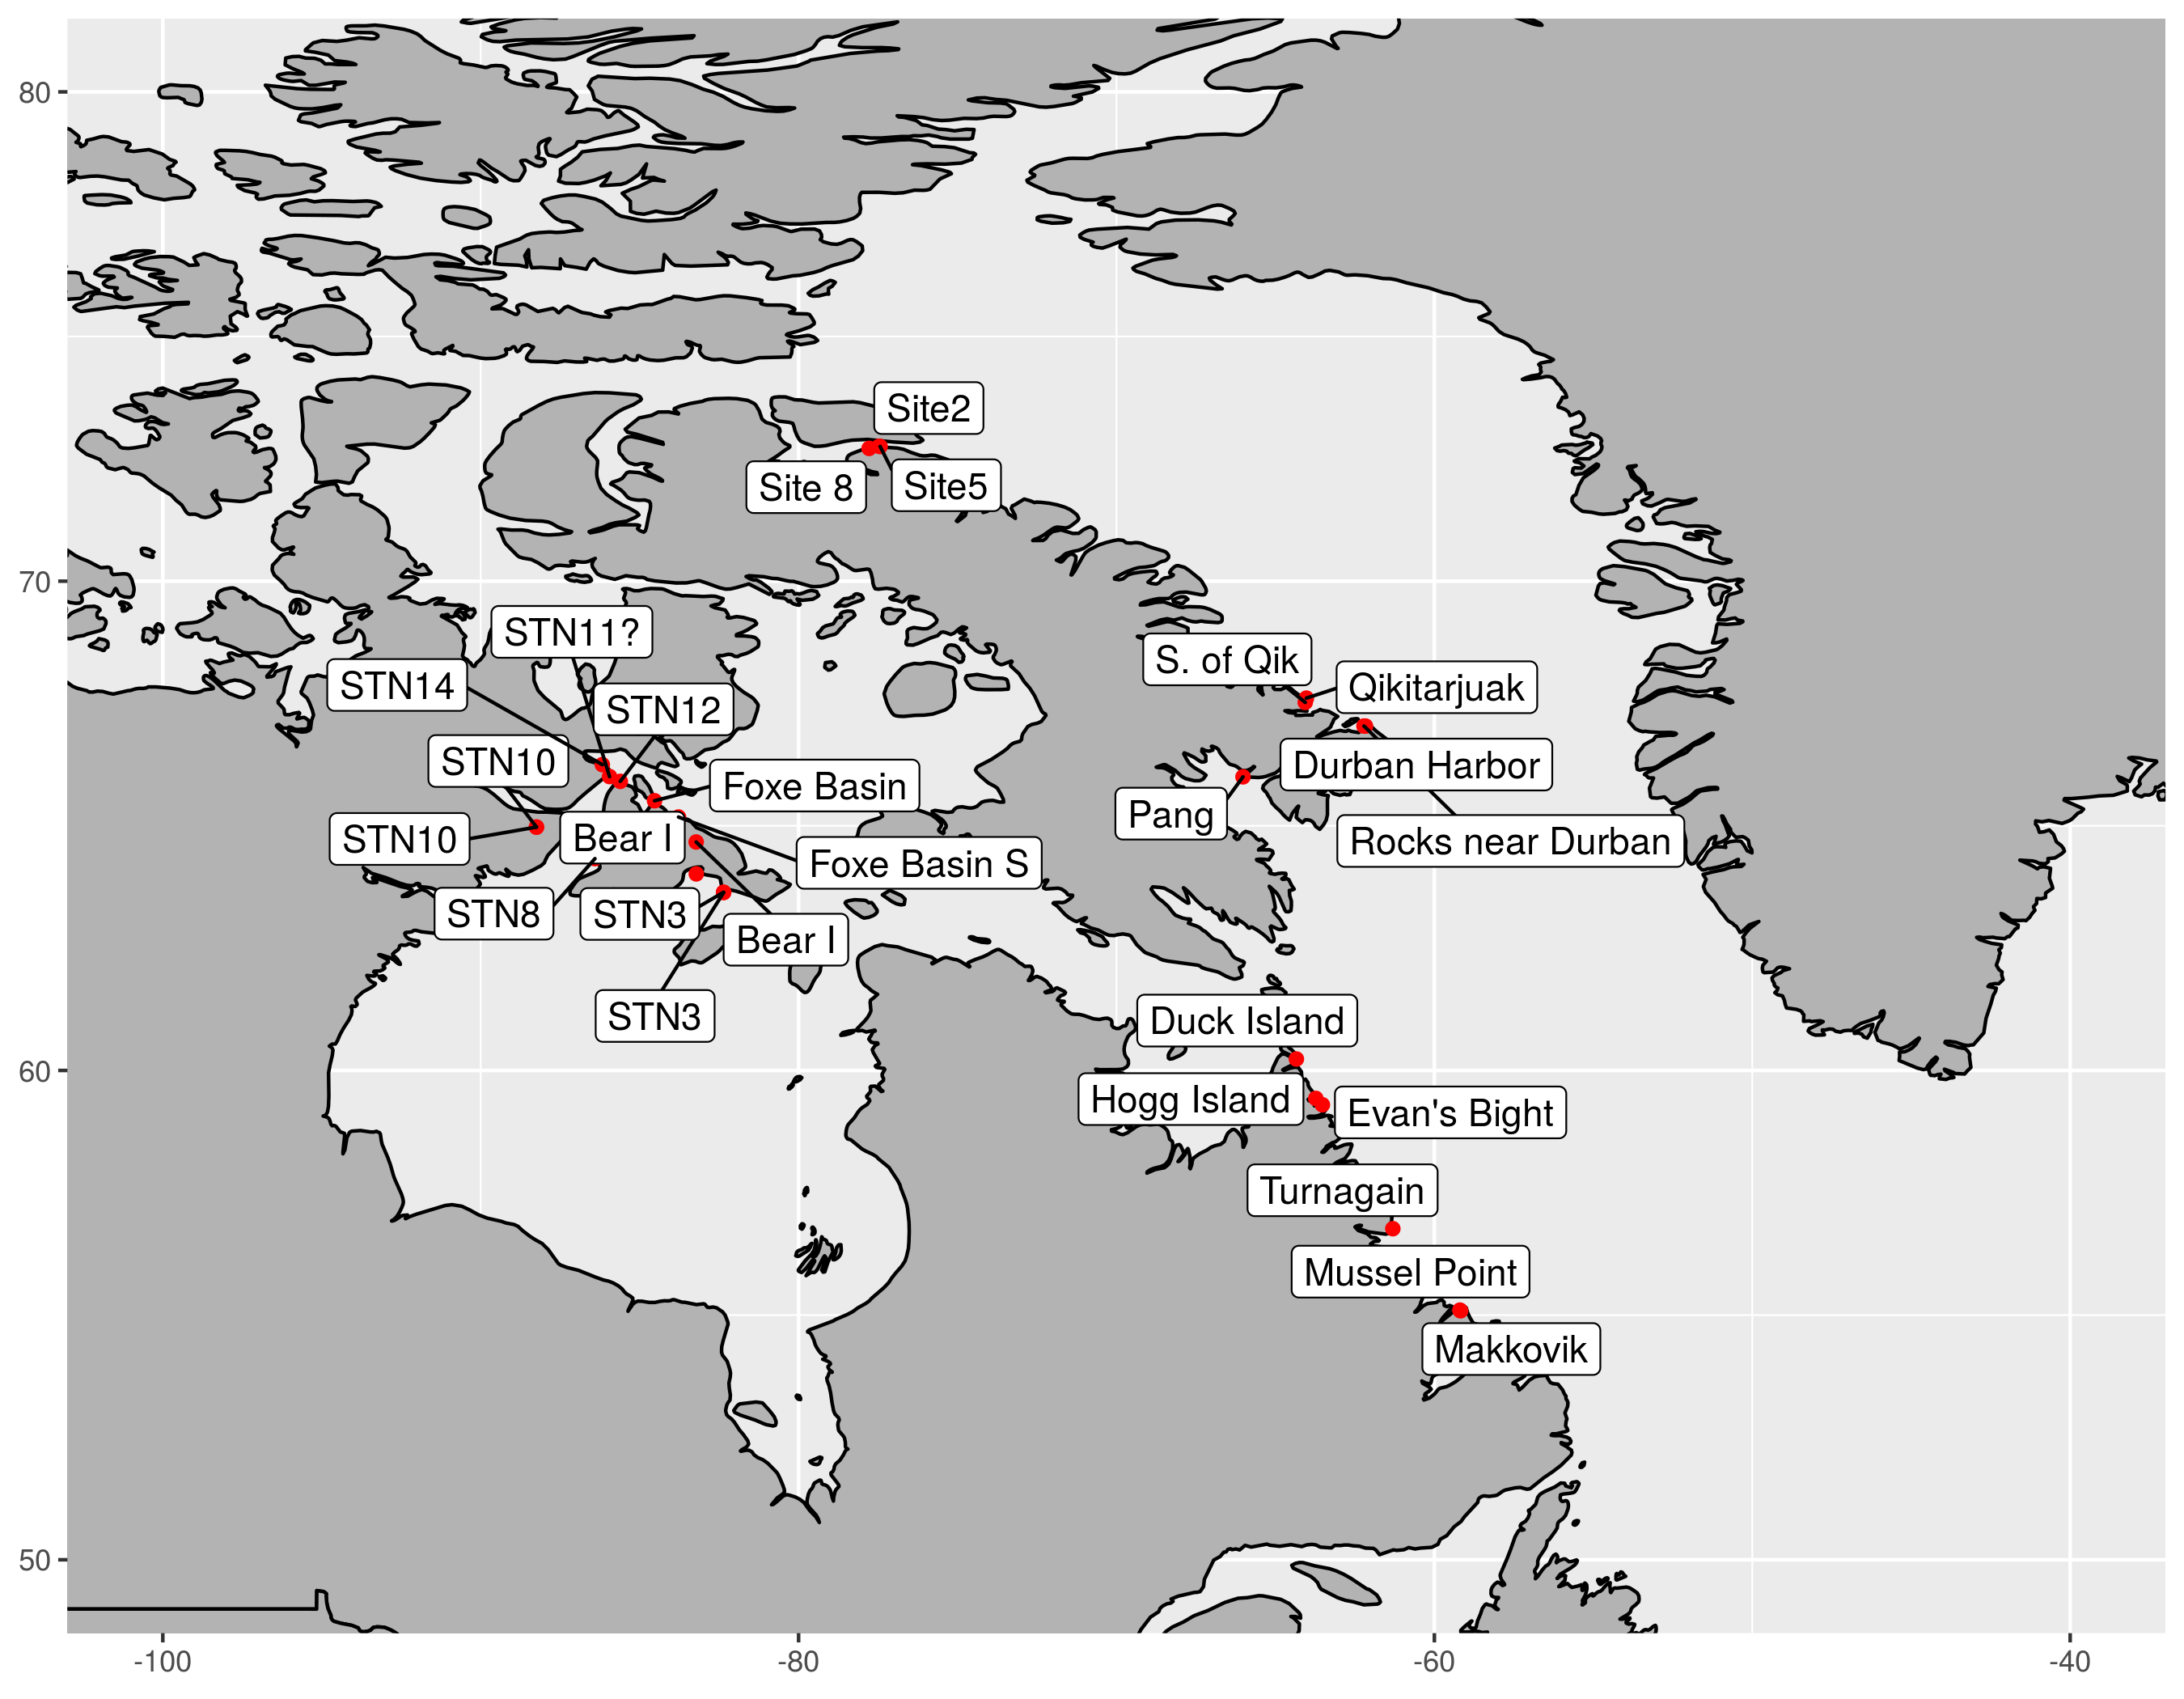 80
Site2
Site 8
Site5
70
STN11?
S. of Qik
STN14
Qikitarjuak
STN12
STN10
Durban Harbor
Foxe Basin
Pang
STN10
Bear I
Rocks near Durban
Foxe Basin S
STN8
STN3
Bear I
STN3
Duck Island
60
Hogg Island
Evan's Bight
Turnagain
Mussel Point
Makkovik
50
-100
-80
-60
-40